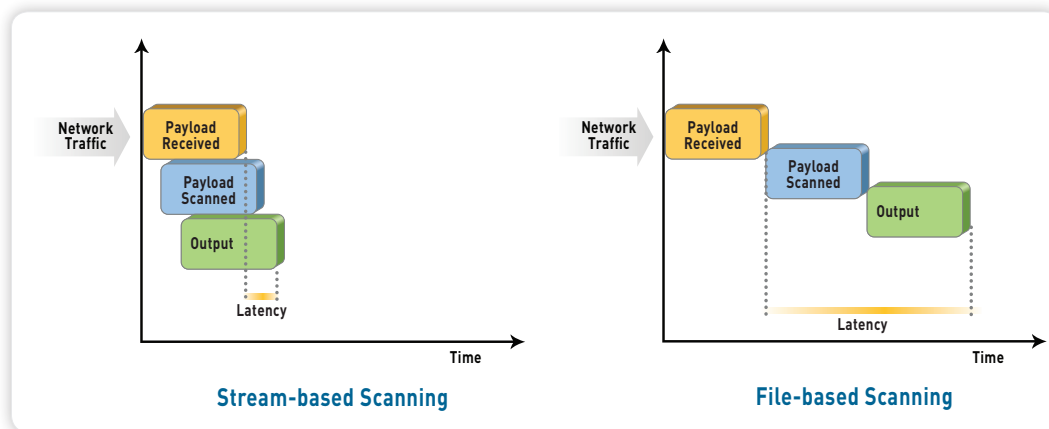 Network
Traffic
Payload
Received
Payload
Scanned
Output
Latency
Time
Stream-based Scanning
Network
Traffic
Payload
Received
Payload
Scanned
Output
Latency
Time
File-based Scanning